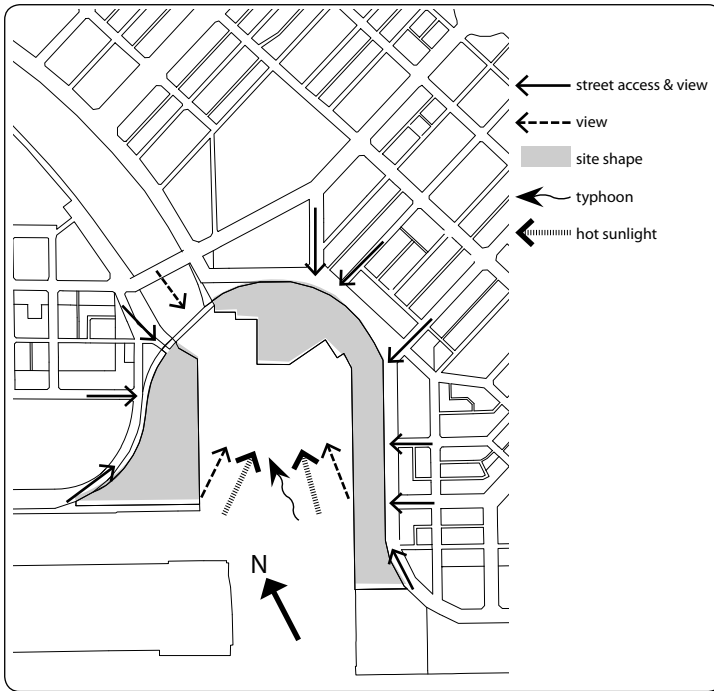 street access & view
view
site shape
typhoon
hot sunlight
N